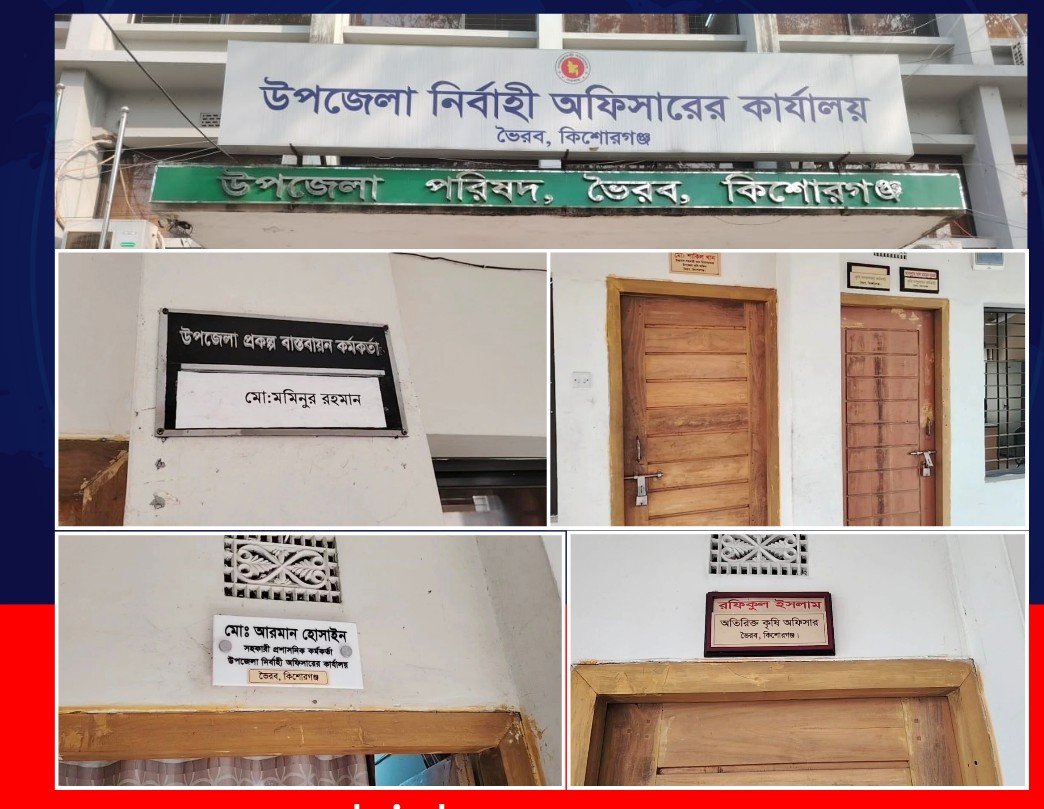 উপজেলা নির্বাহী অফিসারের কার্যালয়
ভৈরব, কিশোরগঞ্জ
উপজেলা পরিষদ, ভৈরব, কিশোরগঞ্জ
উপজেলা প্রকল্প বাস্তবায়ন কর্মকর্তা
মো:মমিনুর রহমান
মো: শাকিল খান
মোঃ আরমান হোসাইন
সহকারী প্রশাসনিক কর্মকর্তা
উপজেলা নির্বাহী অফিসারের কার্যালয়
ভৈরব, কিশোরগঞ্জ
রফিকুল ইসলাম
অতিরিক্ত কৃষি অফিসার
ভৈরব, কিশোরগঞ্জ।